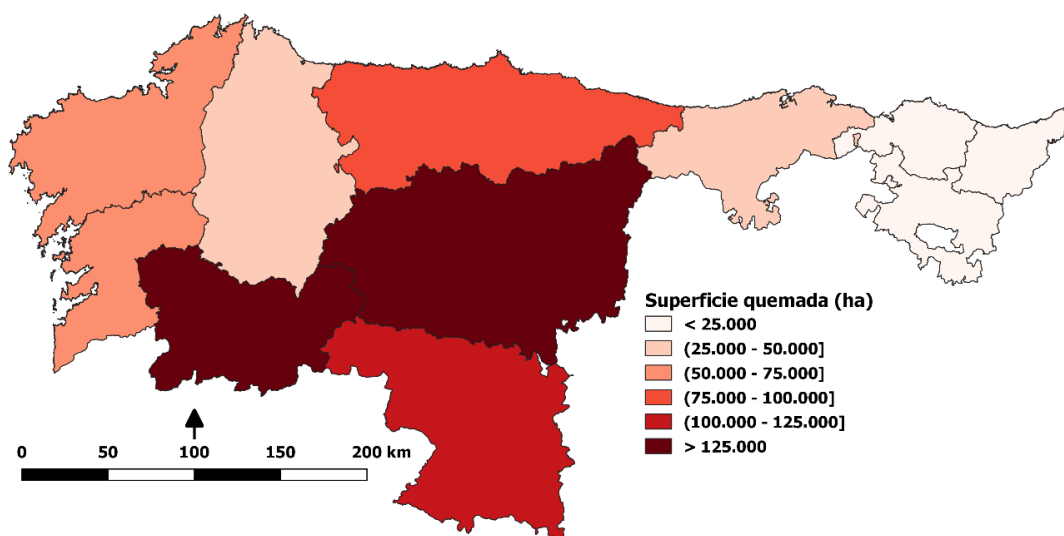 Superficie quemada (ha)
< 25.000
(25.000 - 50.000]
(50.000 - 75.000]
(75.000 - 100.000]
(100.000 - 125.000]
> 125.000
0 50 100 150 200 km